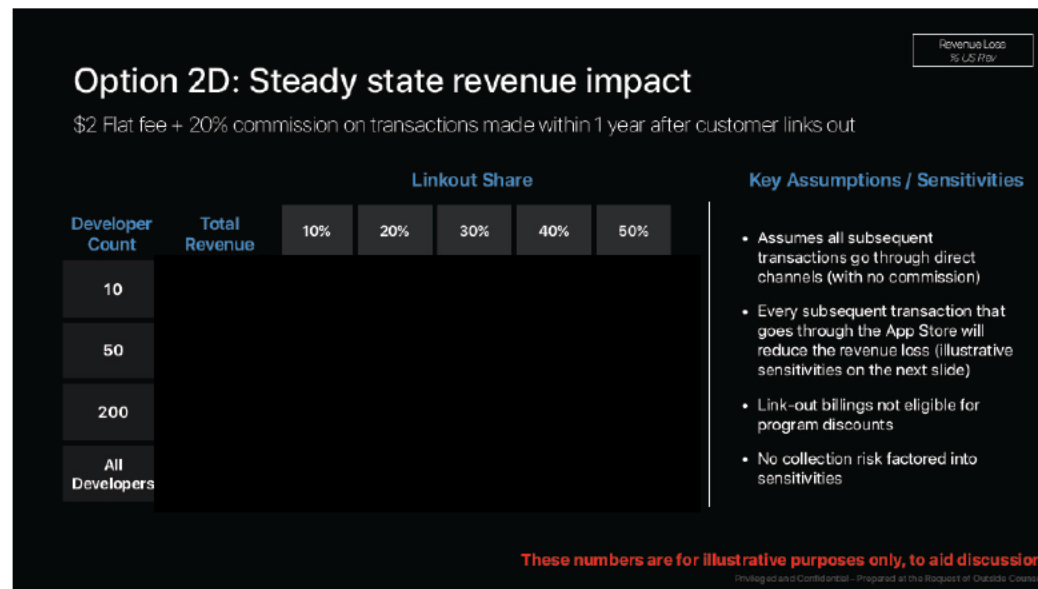 Revenue Loss
% US Rev
Option 2D: Steady state revenue impact
$2 Flat fee + 20% commission on transactions made within 1 year after customer links out
Linkout Share
Key Assumptions / Sensitivities
Developer
Count
Total
Revenue
10%
20%
30%
40%
50%
10
50
200
All
Developers
• Assumes all subsequent
transactions go through direct
channels (with no commission)
• Every subsequent transaction that
goes through the App Store will
reduce the revenue loss (illustrative
sensitivities on the next slide)
• Link-out billings not eligible for
program discounts
• No collection risk factored into
sensitivities
These numbers are for illustrative purposes only, to aid discussion
Privileged and Confidential – Prepared at the Request of Outside Counse